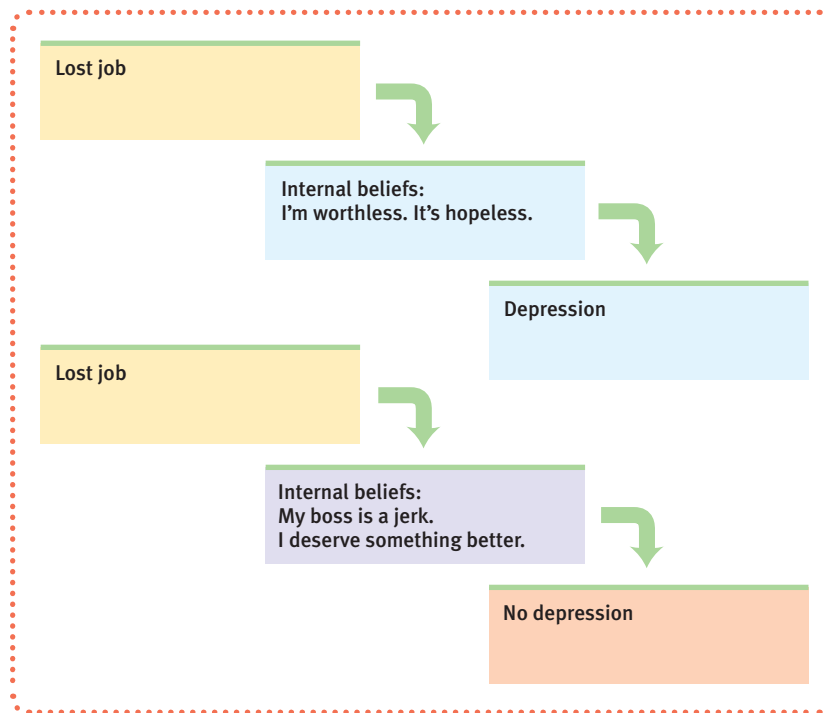 Lost job
Internal beliefs:
I’m worthless. It’s hopeless.
Depression
Lost job
Internal beliefs:
My boss is a jerk.
I deserve something better.
No depression